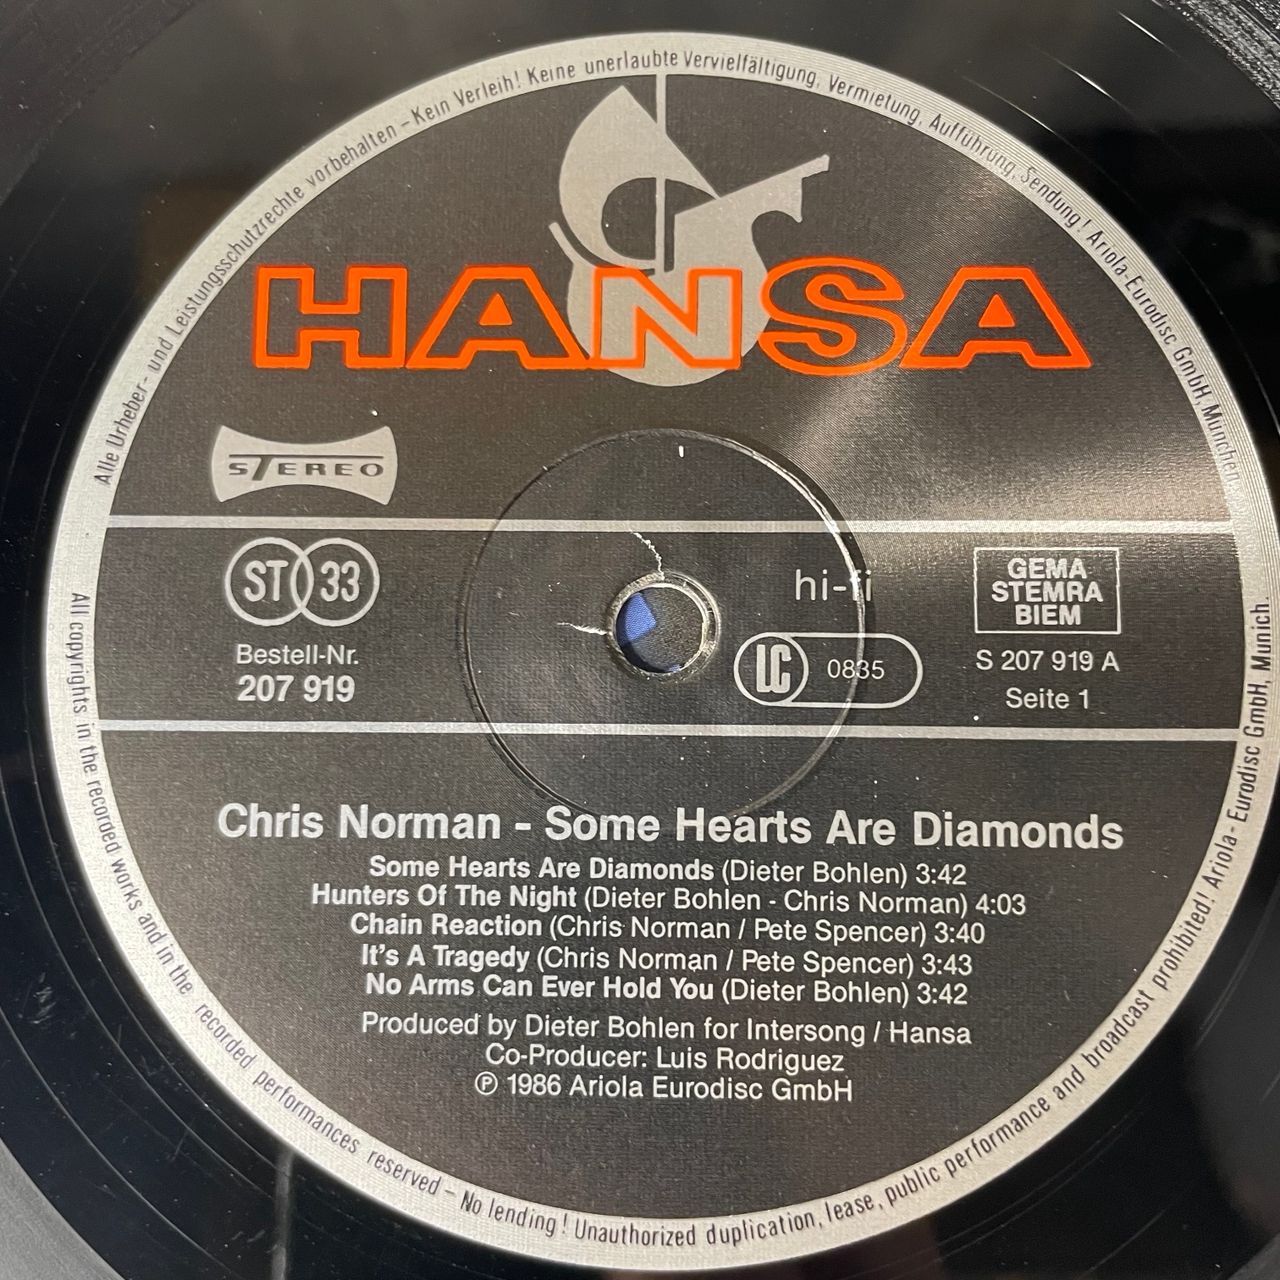 Alle Urheber- und Leistungsschutzrechte vorbehalten – Kein Verleih! Keine unerlaubte Vervielfältigung, Vermietung, Aufführung, Sendung! Ariola-Eurodisc GmbH, München.
HANSA
STEREO
ST 33
hi-fi
GEMA
STEMRA
BIEM
Bestell-Nr.
207 919
LC 0835
S 207 919 A
Seite 1
Chris Norman - Some Hearts Are Diamonds
Some Hearts Are Diamonds (Dieter Bohlen) 3:42
Hunters Of The Night (Dieter Bohlen - Chris Norman) 4:03
Chain Reaction (Chris Norman / Pete Spencer) 3:40
It's A Tragedy (Chris Norman / Pete Spencer) 3:43
No Arms Can Ever Hold You (Dieter Bohlen) 3:42
Produced by Dieter Bohlen for Intersong / Hansa
Co-Producer: Luis Rodriguez
℗ 1986 Ariola Eurodisc GmbH
All copyrights in the recorded works and in the recorded performances reserved – No lending! Unauthorized duplication, lease, public performance and broadcast prohibited! Ariola-Eurodisc GmbH, Munich.